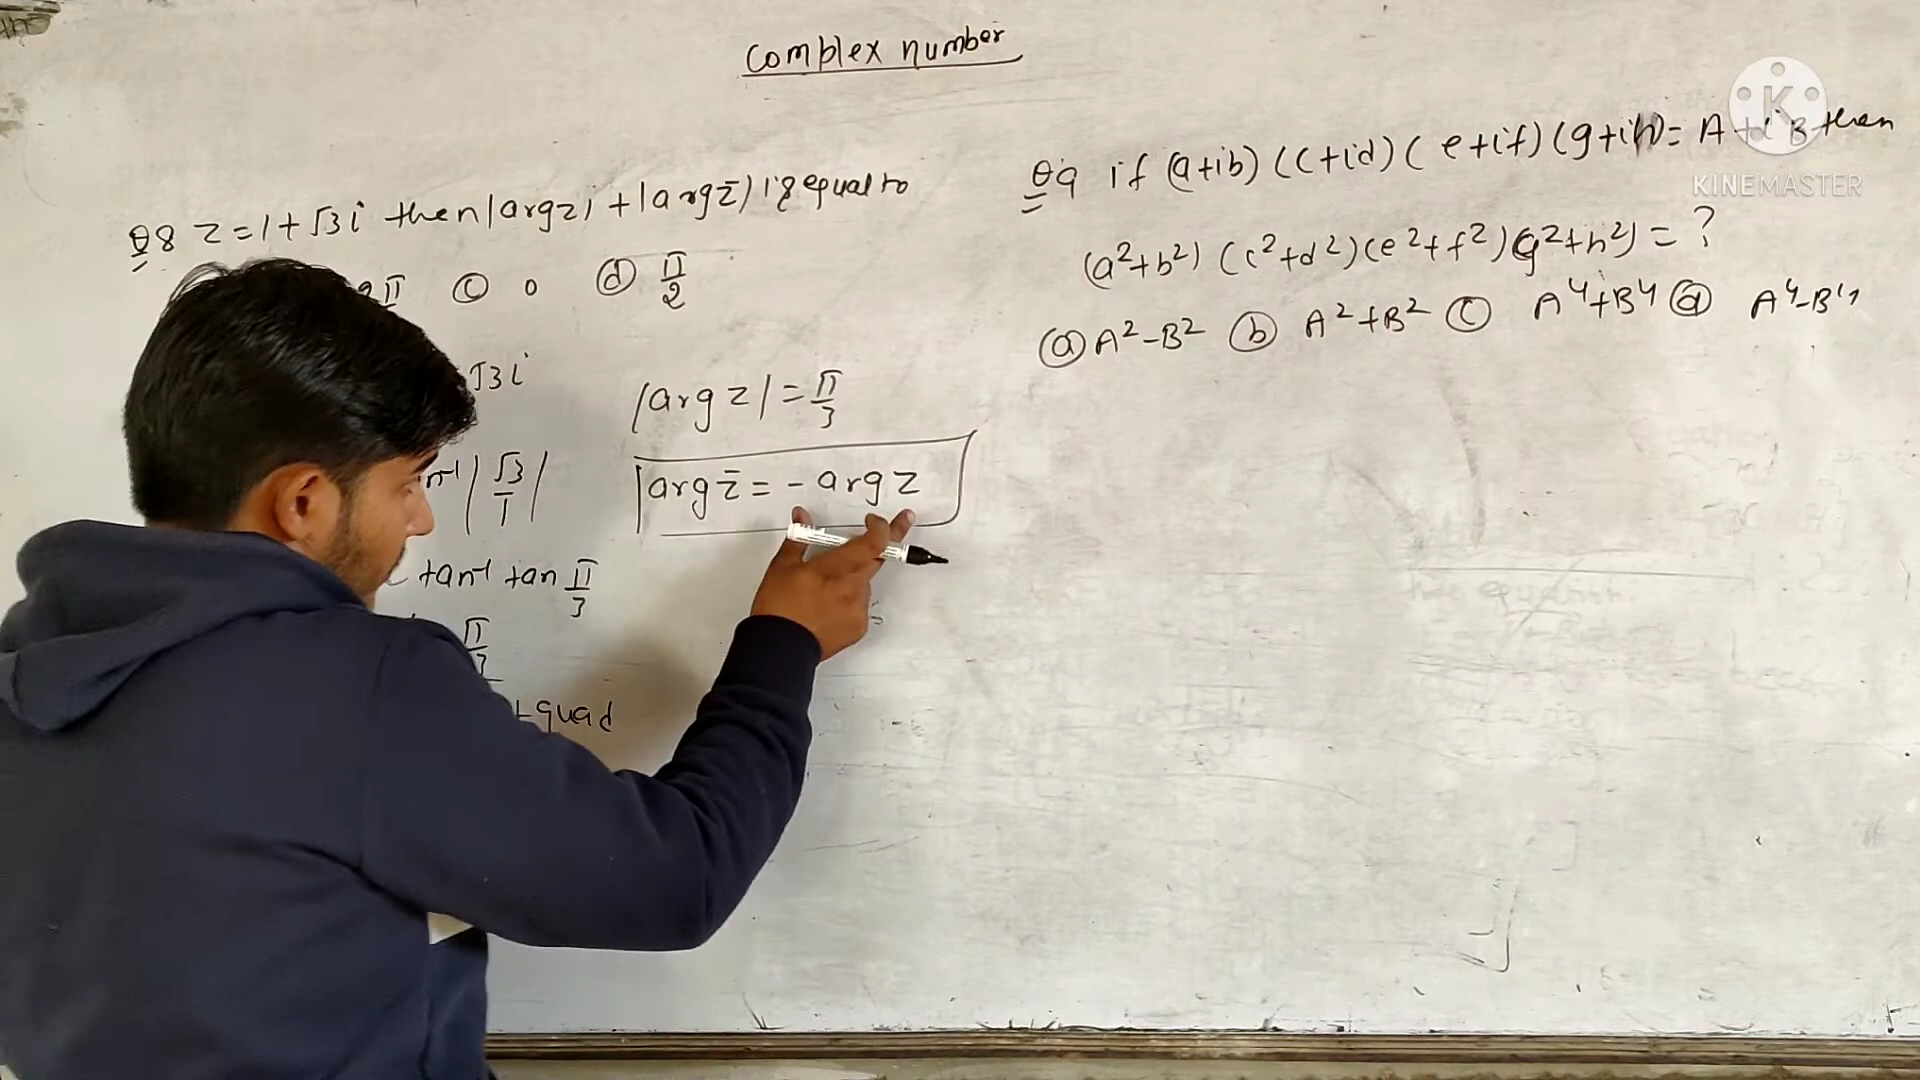 Complex number
Q8 z = 1 + √3i then |arg z| + |arg z̄| is equal to
π ⓒ 0 ⓓ π/2
√3i
|√3/1|
tan⁻¹ tan π/3
π/3
quad
|arg z| = π/3
|arg z̄ = - arg z
Q9 if (a+ib) (c+id) (e+if) (g+ih) = A+iB then
(a²+b²) (c²+d²) (e²+f²) (g²+h²) = ?
ⓐ A²-B² ⓑ A²+B² ⓒ A⁴+B⁴ ⓓ A⁴-B⁴
KINEMASTER